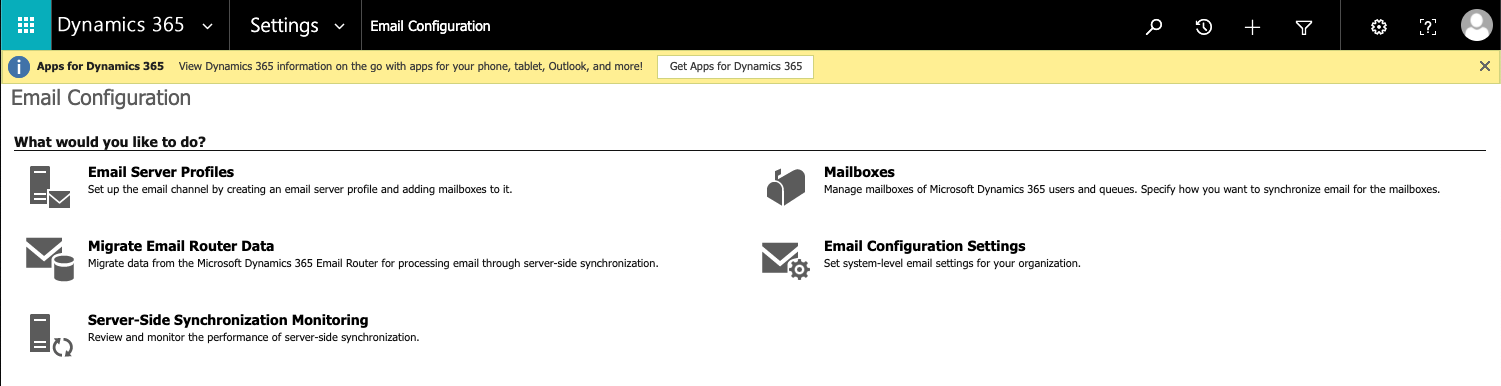 Dynamics 365 Settings Email Configuration
Apps for Dynamics 365 View Dynamics 365 information on the go with apps for your phone, tablet, Outlook, and more! Get Apps for Dynamics 365
Email Configuration
What would you like to do?
Email Server Profiles
Set up the email channel by creating an email server profile and adding mailboxes to it.
Mailboxes
Manage mailboxes of Microsoft Dynamics 365 users and queues. Specify how you want to synchronize email for the mailboxes.
Migrate Email Router Data
Migrate data from the Microsoft Dynamics 365 Email Router for processing email through server-side synchronization.
Email Configuration Settings
Set system-level email settings for your organization.
Server-Side Synchronization Monitoring
Review and monitor the performance of server-side synchronization.